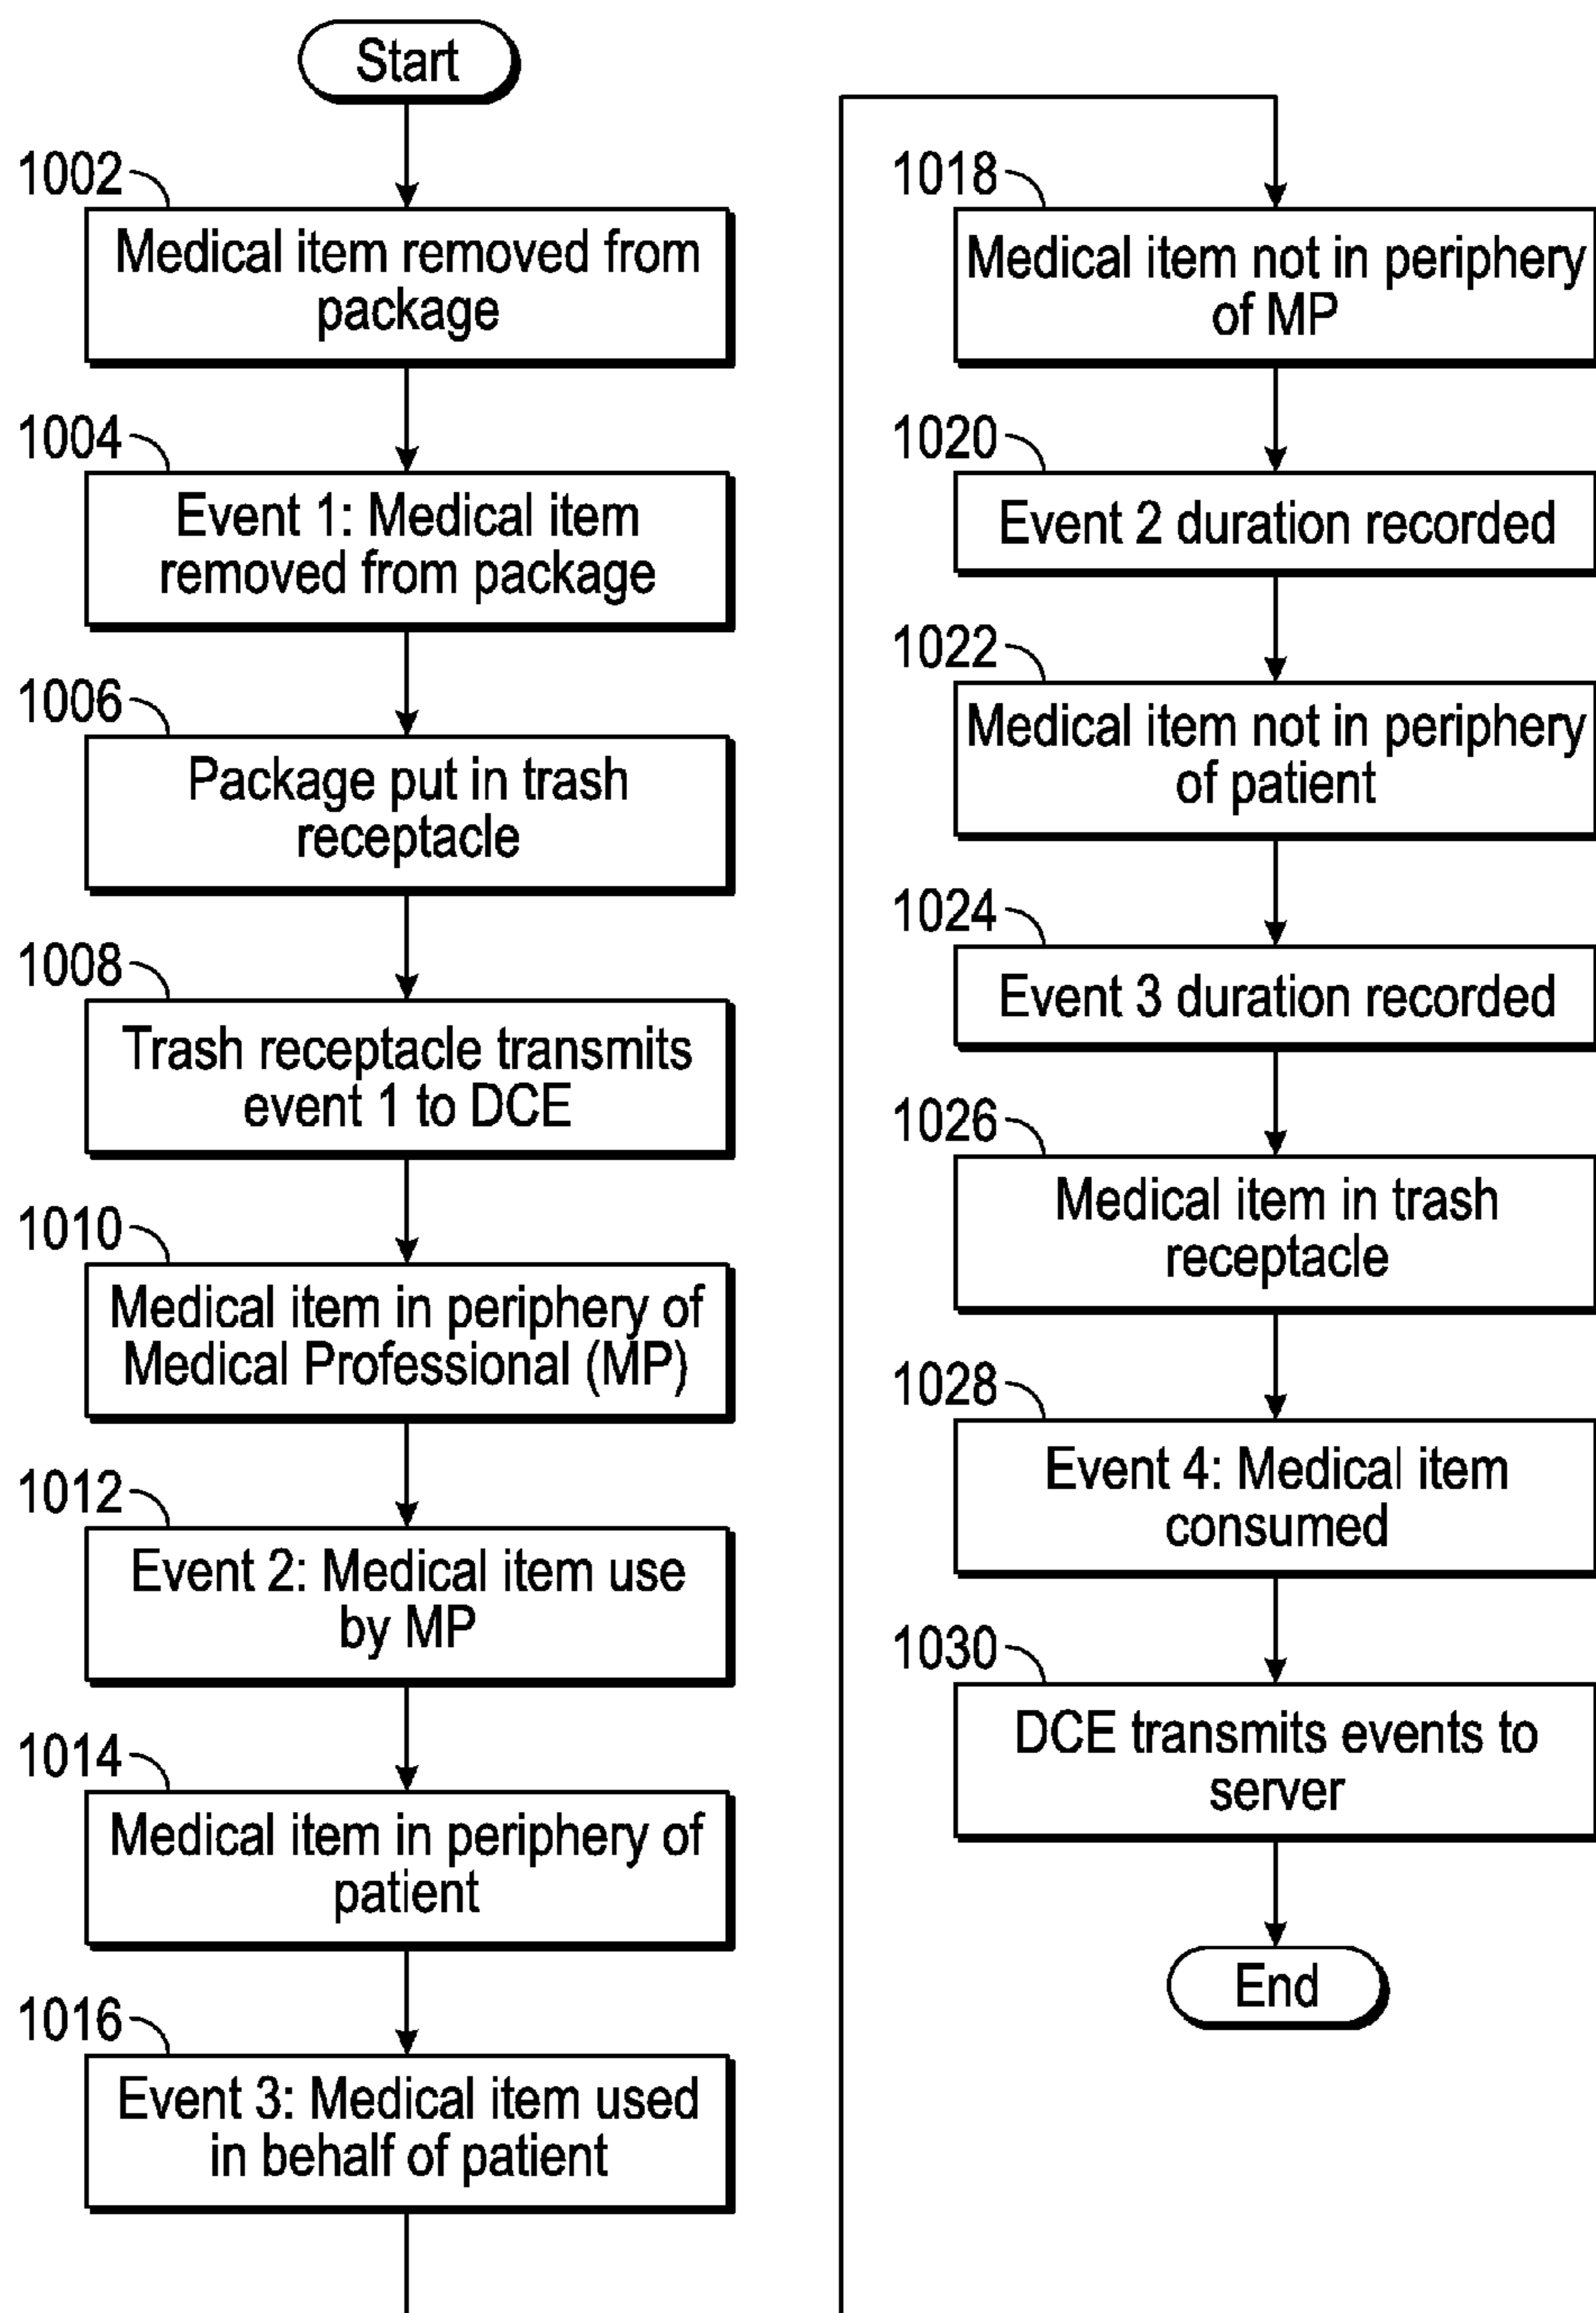 Start
1002
Medical item removed from
package
1004
Event 1: Medical item
removed from package
1006
Package put in trash
receptacle
1008
Trash receptacle transmits
event 1 to DCE
1010
Medical item in periphery of
Medical Professional (MP)
1012
Event 2: Medical item use
by MP
1014
Medical item in periphery of
patient
1016
Event 3: Medical item used
in behalf of patient
1018
Medical item not in periphery
of MP
1020
Event 2 duration recorded
1022
Medical item not in periphery
of patient
1024
Event 3 duration recorded
1026
Medical item in trash
receptacle
1028
Event 4: Medical item
consumed
1030
DCE transmits events to
server
End